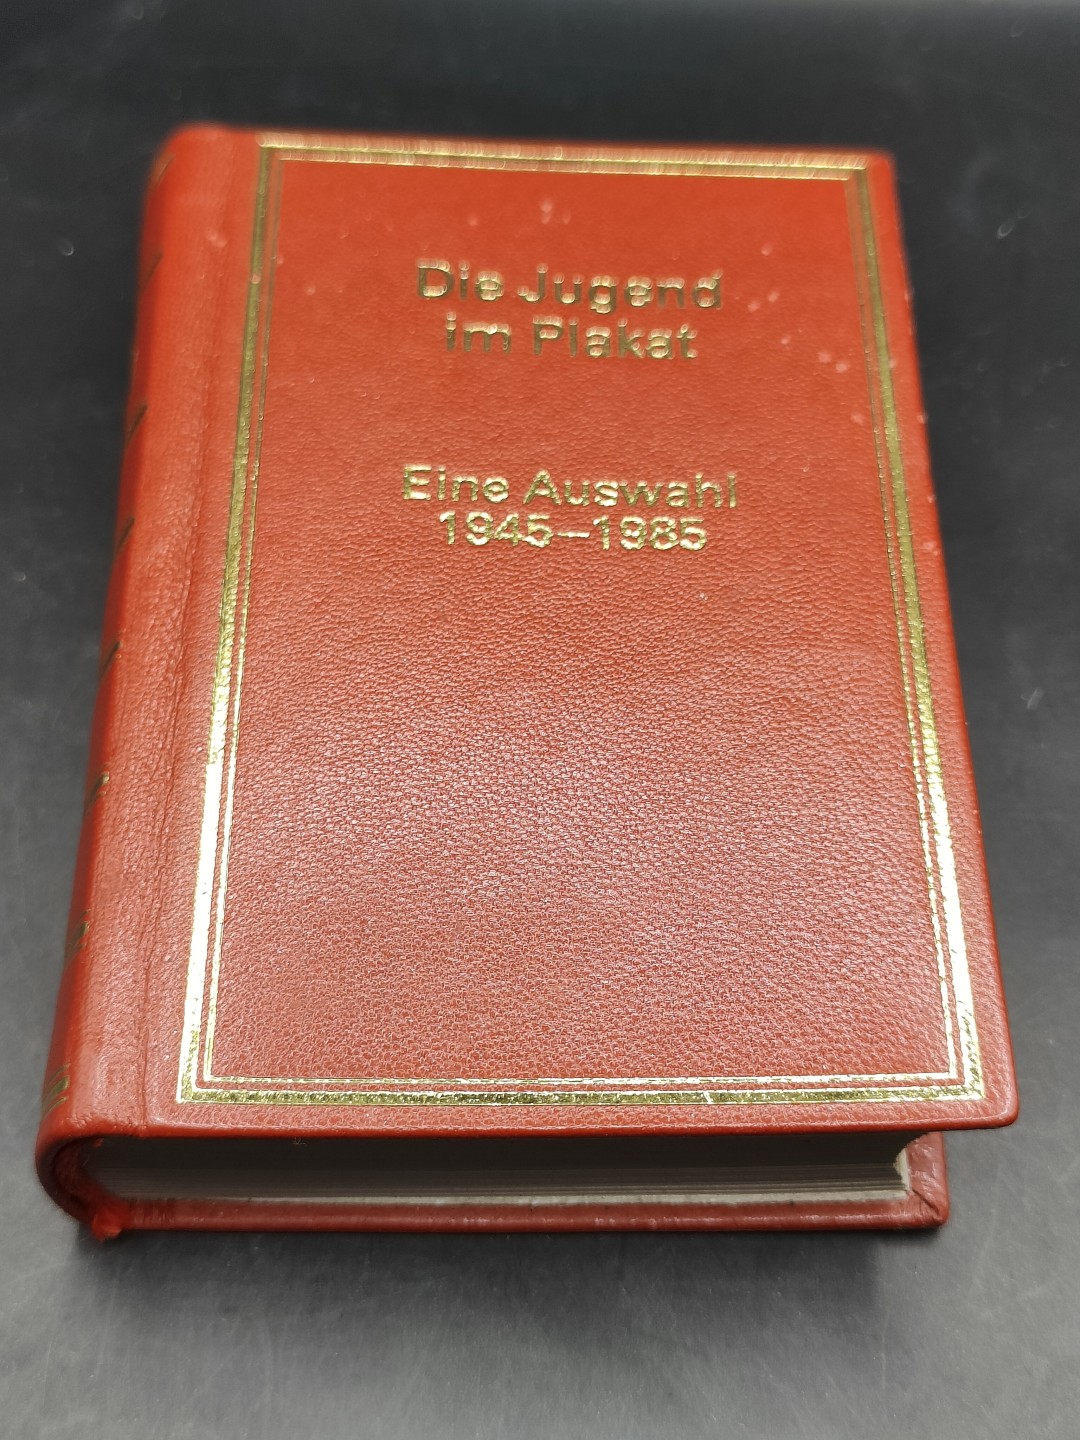 Die Jugend
im Plakat
Eine Auswahl
1945–1985